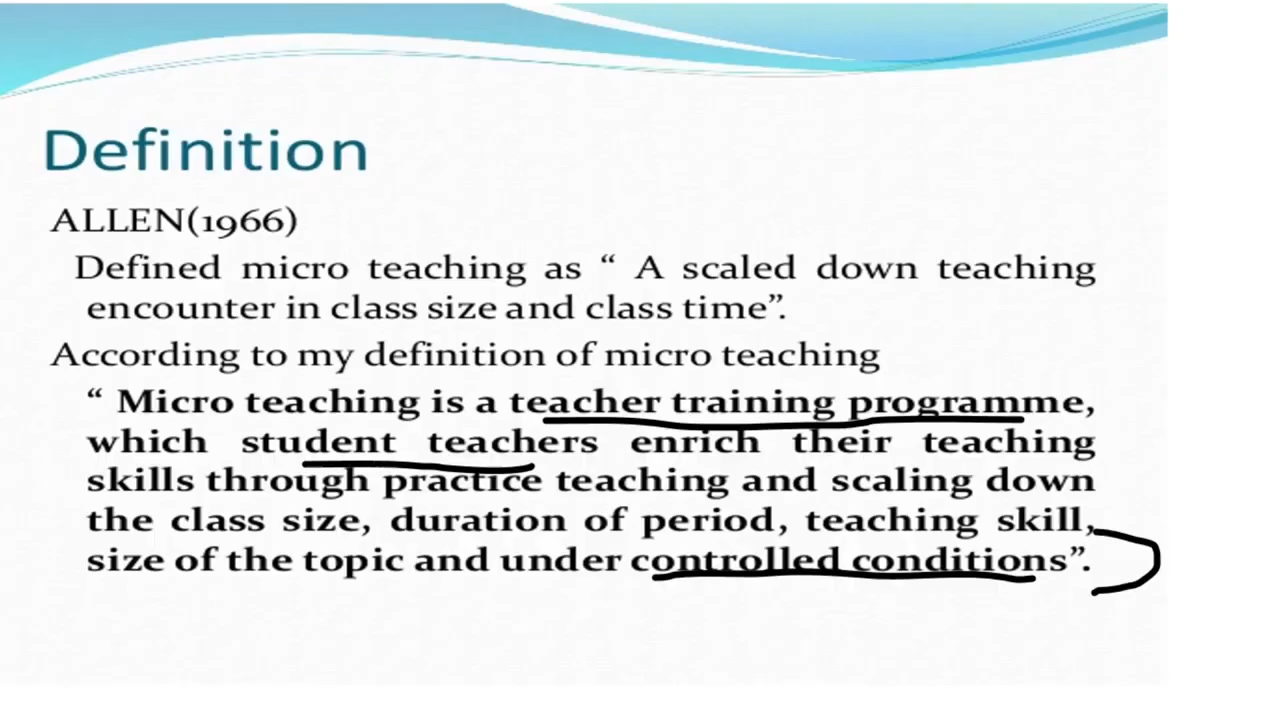 Definition
ALLEN(1966)
Defined micro teaching as “ A scaled down teaching
encounter in class size and class time”.
According to my definition of micro teaching
“ Micro teaching is a teacher training programme,
which student teachers enrich their teaching
skills through practice teaching and scaling down
the class size, duration of period, teaching skill,
size of the topic and under controlled conditions”.